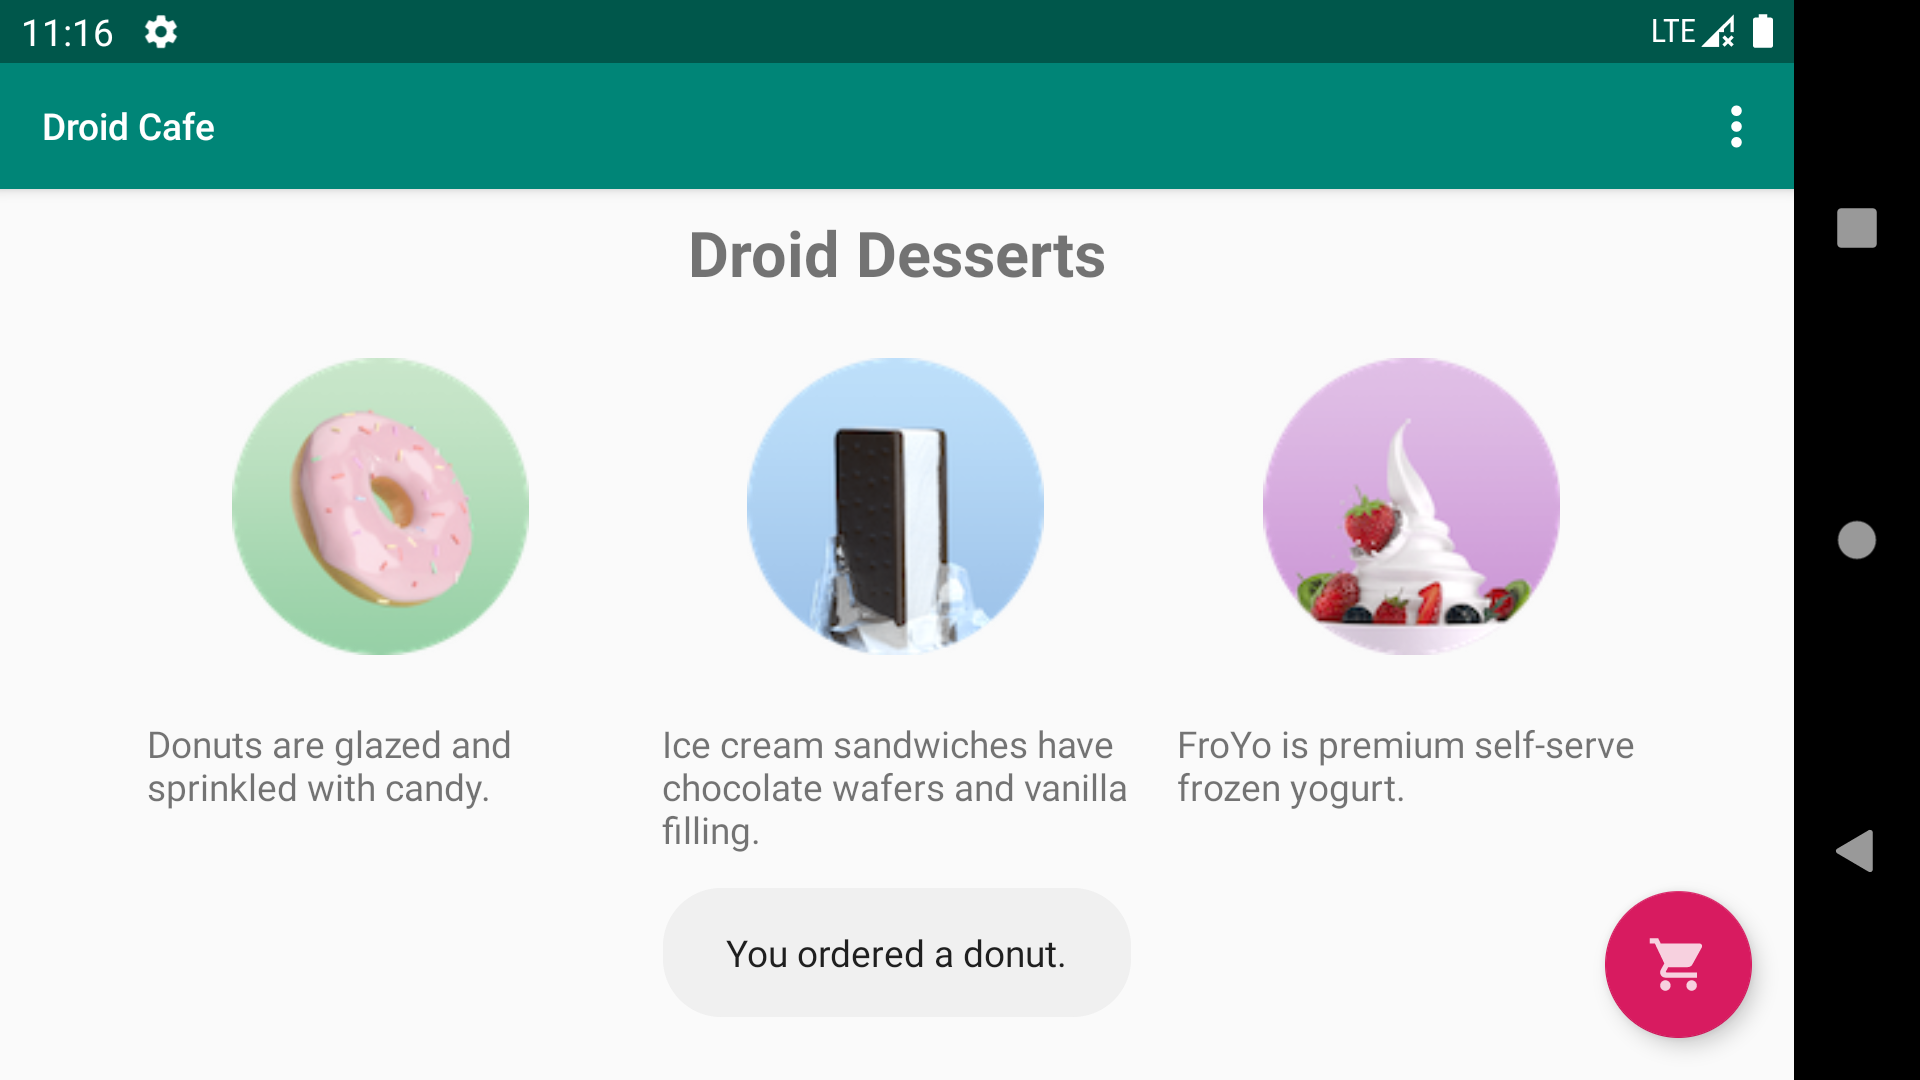 11:16
LTE
Droid Cafe
Droid Desserts
Donuts are glazed and
sprinkled with candy.
Ice cream sandwiches have
chocolate wafers and vanilla
filling.
FroYo is premium self-serve
frozen yogurt.
You ordered a donut.